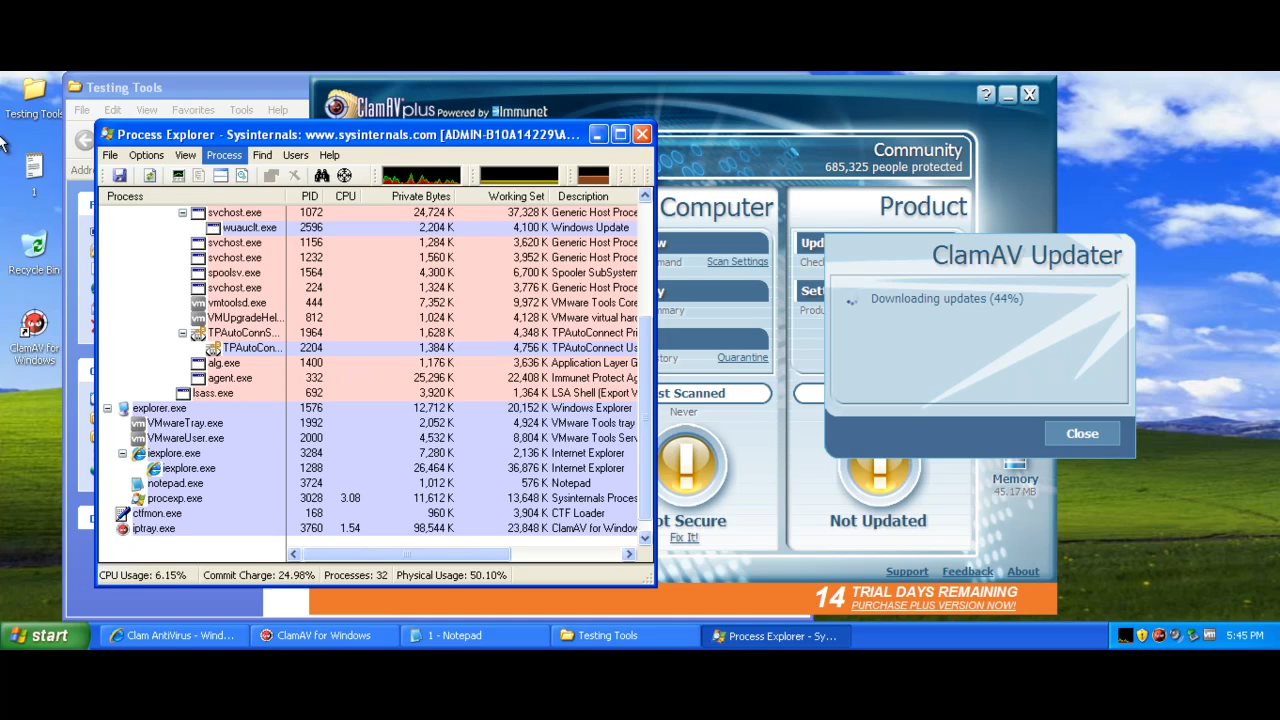 Testing Tools
1
Recycle Bin
ClamAV for
Windows
Testing Tools
File Edit View Favorites Tools Help
ClamAV plus Powered by Immunet
Community
685,325 people protected
Computer
Product
Scan Settings
Quarantine
Never
Not Updated
Fix It!
Memory
45.17 MB
Support Feedback About
14 TRIAL DAYS REMAINING
PURCHASE PLUS VERSION NOW!
ClamAV Updater
Downloading updates (44%)
Close
Process Explorer - Sysinternals: www.sysinternals.com [ADMIN-B10A14229\A...
File Options View Process Find Users Help
Process PID CPU Private Bytes Working Set Description
svchost.exe 1072 24,724 K 37,328 K Generic Host Proce
wuauclt.exe 2596 2,204 K 4,100 K Windows Update
svchost.exe 1156 1,284 K 3,620 K Generic Host Proce
svchost.exe 1232 1,560 K 3,952 K Generic Host Proce
spoolsv.exe 1564 4,300 K 6,700 K Spooler SubSystem
svchost.exe 224 1,324 K 3,776 K Generic Host Proce
vmtoolsd.exe 444 7,352 K 9,972 K VMware Tools Core
VMUpgradeHel... 812 1,024 K 4,128 K VMware virtual hard
TPAutoConnS... 1964 1,628 K 4,348 K TPAutoConnect Pri
TPAutoCon... 2204 1,384 K 4,756 K TPAutoConnect Us
alg.exe 1400 1,176 K 3,636 K Application Layer G
agent.exe 332 25,296 K 22,408 K Immunet Protect Ag
lsass.exe 692 3,920 K 1,364 K LSA Shell (Export V
explorer.exe 1576 12,712 K 20,152 K Windows Explorer
VMwareTray.exe 1992 2,052 K 4,924 K VMware Tools tray
VMwareUser.exe 2000 4,532 K 8,804 K VMware Tools Serv
iexplore.exe 3284 7,280 K 2,136 K Internet Explorer
iexplore.exe 1288 26,464 K 36,876 K Internet Explorer
notepad.exe 3724 1,012 K 576 K Notepad
procexp.exe 3028 3.08 11,612 K 13,648 K Sysinternals Proces
ctfmon.exe 168 960 K 3,904 K CTF Loader
iptray.exe 3760 1.54 98,544 K 23,848 K ClamAV for Window
CPU Usage: 6.15% Commit Charge: 24.98% Processes: 32 Physical Usage: 50.10%
start Clam AntiVirus - Wind... ClamAV for Windows 1 - Notepad Testing Tools Process Explorer - Sy... 5:45 PM